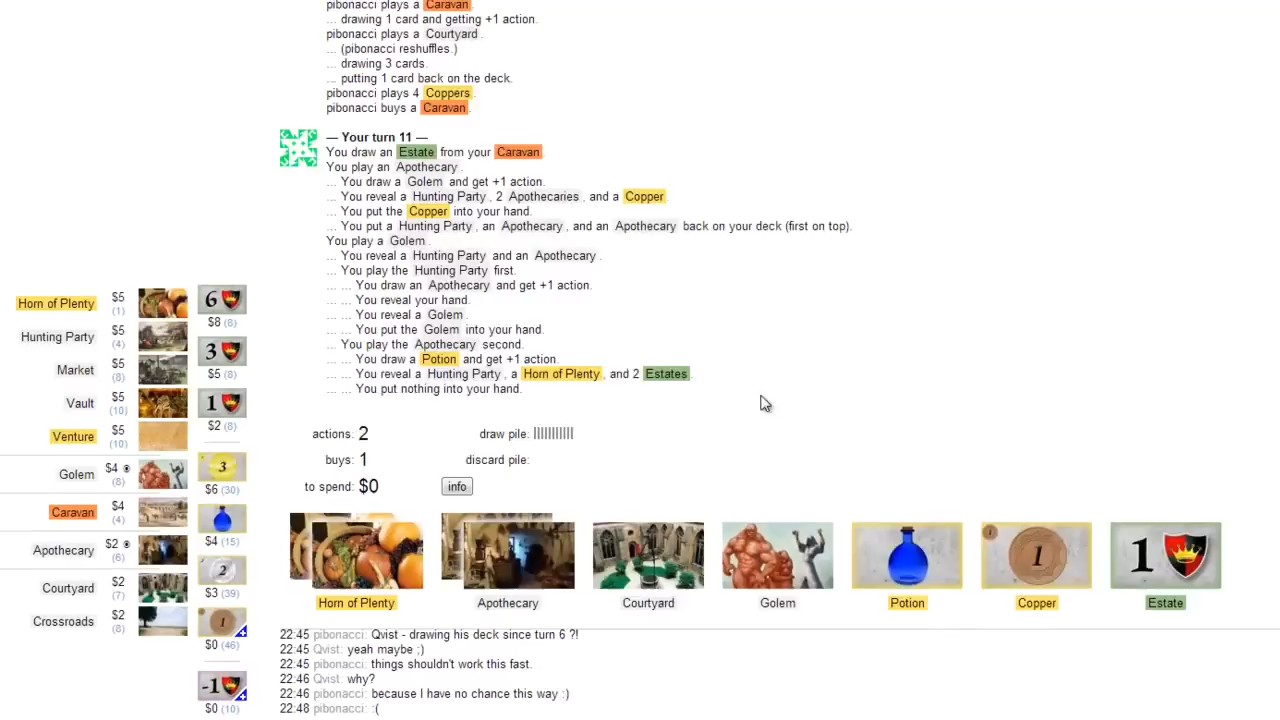 pibonacci plays a Caravan.
... drawing 1 card and getting +1 action.
pibonacci plays a Courtyard.
... (pibonacci reshuffles.)
... drawing 3 cards.
... putting 1 card back on the deck.
pibonacci plays 4 Coppers.
pibonacci buys a Caravan.
— Your turn 11 —
You draw an Estate from your Caravan.
You play an Apothecary.
... You draw a Golem and get +1 action.
... You reveal a Hunting Party, 2 Apothecaries, and a Copper.
... You put the Copper into your hand.
... You put a Hunting Party, an Apothecary, and an Apothecary back on your deck (first on top).
You play a Golem.
... You reveal a Hunting Party and an Apothecary.
... You play the Hunting Party first.
... ... You draw an Apothecary and get +1 action.
... ... You reveal your hand.
... ... You reveal a Golem.
... ... You put the Golem into your hand.
... You play the Apothecary second.
... ... You draw a Potion and get +1 action.
... ... You reveal a Hunting Party, a Horn of Plenty, and 2 Estates.
... ... You put nothing into your hand.
Horn of Plenty $5 (1) 6 $8 (8)
Hunting Party $5 (4) 3 $5 (8)
Market $5 (8)
Vault $5 (10) 1 $2 (8)
Venture $5 (10) 3 $6 (30)
Golem $4 (8)
Caravan $4 (4) $4 (15)
Apothecary $2 (6) 2 $3 (39)
Courtyard $2 (7)
Crossroads $2 (8) 1 $0 (46)
-1 $0 (10)
actions: 2 draw pile:
buys: 1 discard pile:
to spend: $0 info
1 1 1
Horn of Plenty Apothecary Courtyard Golem Potion Copper Estate
22:45 pibonacci: Qvist - drawing his deck since turn 6 ?!
22:45 Qvist: yeah maybe ;)
22:45 pibonacci: things shouldn't work this fast.
22:46 Qvist: why?
22:46 pibonacci: because I have no chance this way :)
22:48 pibonacci: :(